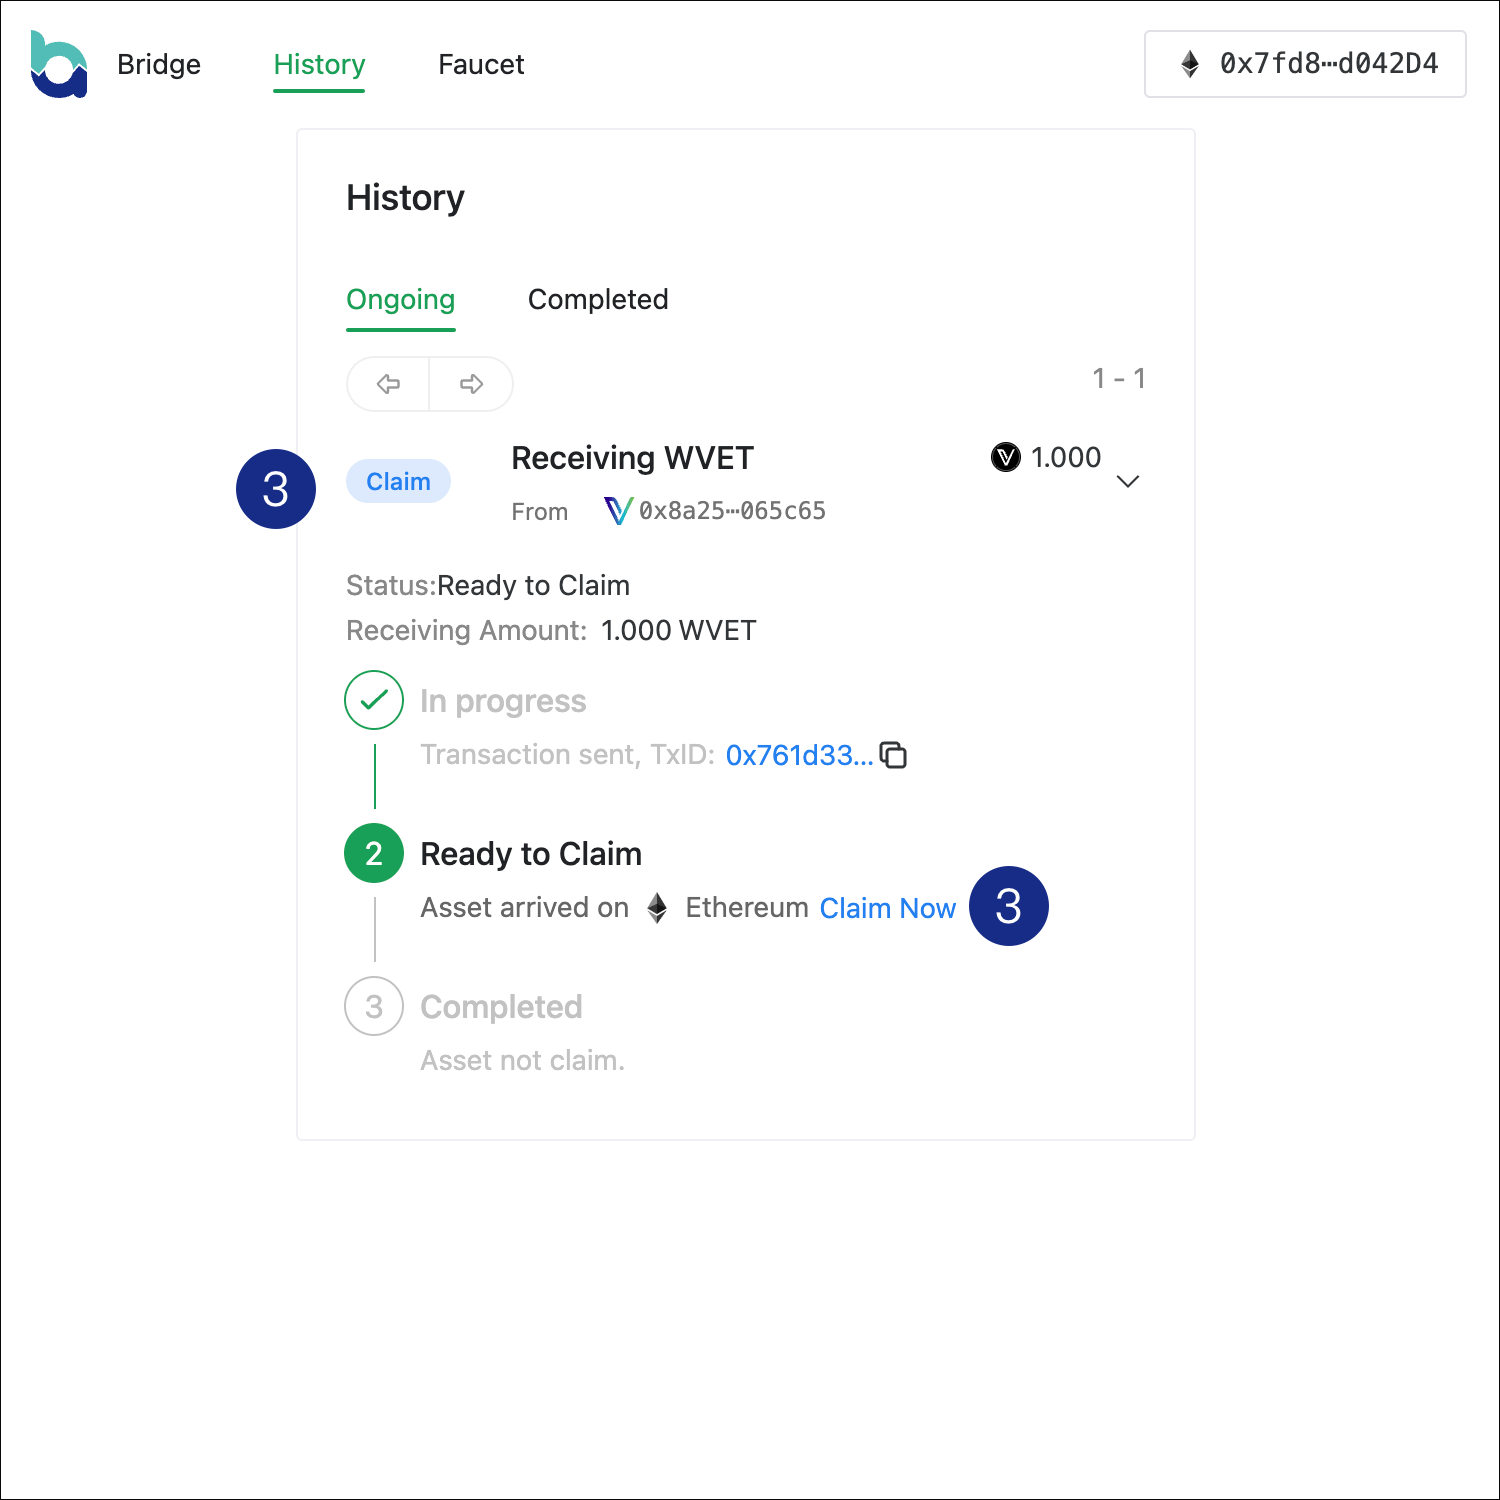 Bridge History Faucet 0x7fd8⋯d042D4
History
Ongoing Completed
1 - 1
3 Claim Receiving WVET 1.000
From 0x8a25⋯065c65
Status:Ready to Claim
Receiving Amount: 1.000 WVET
In progress
Transaction sent, TxID: 0x761d33...
2 Ready to Claim
Asset arrived on Ethereum Claim Now 3
3 Completed
Asset not claim.